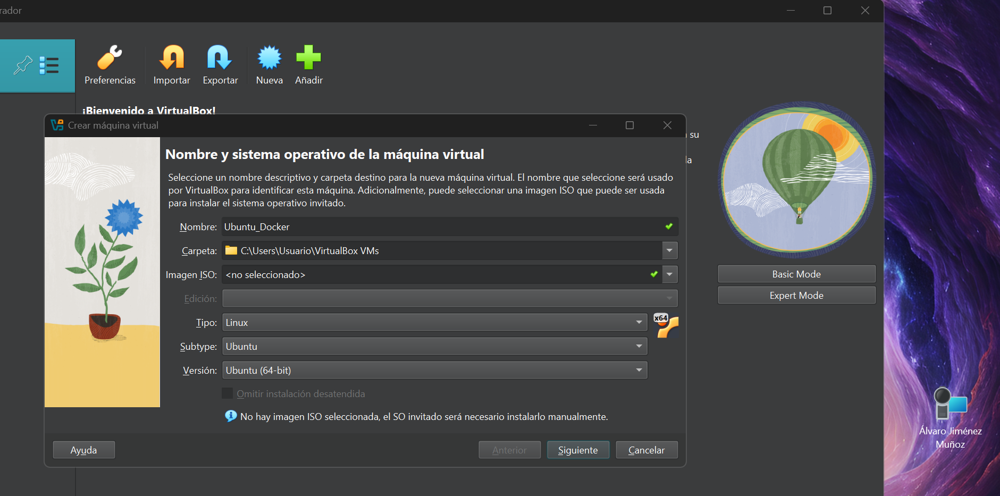 rador
Preferencias
Importar
Exportar
Nueva
Añadir
¡Bienvenido a VirtualBox!
su
la
Basic Mode
Expert Mode
Crear máquina virtual
Nombre y sistema operativo de la máquina virtual
Seleccione un nombre descriptivo y carpeta destino para la nueva máquina virtual. El nombre que seleccione será usado
por VirtualBox para identificar esta máquina. Adicionalmente, puede seleccionar una imagen ISO que puede ser usada
para instalar el sistema operativo invitado.
Nombre: Ubuntu_Docker
Carpeta: C:\Users\Usuario\VirtualBox VMs
Imagen ISO: <no seleccionado>
Edición:
Tipo: Linux
x64
Subtype: Ubuntu
Versión: Ubuntu (64-bit)
Omitir instalación desatendida
No hay imagen ISO seleccionada, el SO invitado será necesario instalarlo manualmente.
Ayuda
Anterior
Siguiente
Cancelar
Álvaro Jiménez
Muñoz